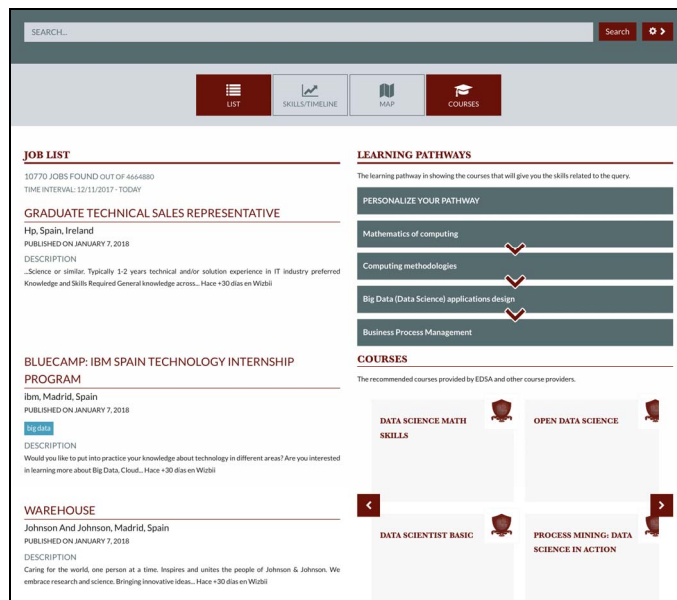 SEARCH...
Search
LIST
SKILLS/TIMELINE
MAP
COURSES
JOB LIST
10770 JOBS FOUND OUT OF 4664880
TIME INTERVAL: 12/11/2017 - TODAY
GRADUATE TECHNICAL SALES REPRESENTATIVE
Hp, Spain, Ireland
PUBLISHED ON JANUARY 7, 2018
DESCRIPTION
...Science or similar. Typically 1-2 years technical and/or solution experience in IT industry preferred
Knowledge and Skills Required General knowledge across... Hace +30 días en Wizbii
BLUECAMP: IBM SPAIN TECHNOLOGY INTERNSHIP
PROGRAM
ibm, Madrid, Spain
PUBLISHED ON JANUARY 7, 2018
big data
DESCRIPTION
Would you like to put into practice your knowledge about technology in different areas? Are you interested
in learning more about Big Data, Cloud... Hace +30 días en Wizbii
WAREHOUSE
Johnson And Johnson, Madrid, Spain
PUBLISHED ON JANUARY 7, 2018
DESCRIPTION
Caring for the world, one person at a time. Inspires and unites the people of Johnson & Johnson. We
embrace research and science. Bringing innovative ideas... Hace +30 días en Wizbii
LEARNING PATHWAYS
The learning pathway in showing the courses that will give you the skills related to the query.
PERSONALIZE YOUR PATHWAY
Mathematics of computing
Computing methodologies
Big Data (Data Science) applications design
Business Process Management
COURSES
The recommended courses provided by EDSA and other course providers.
DATA SCIENCE MATH
SKILLS
OPEN DATA SCIENCE
DATA SCIENTIST BASIC
PROCESS MINING: DATA
SCIENCE IN ACTION